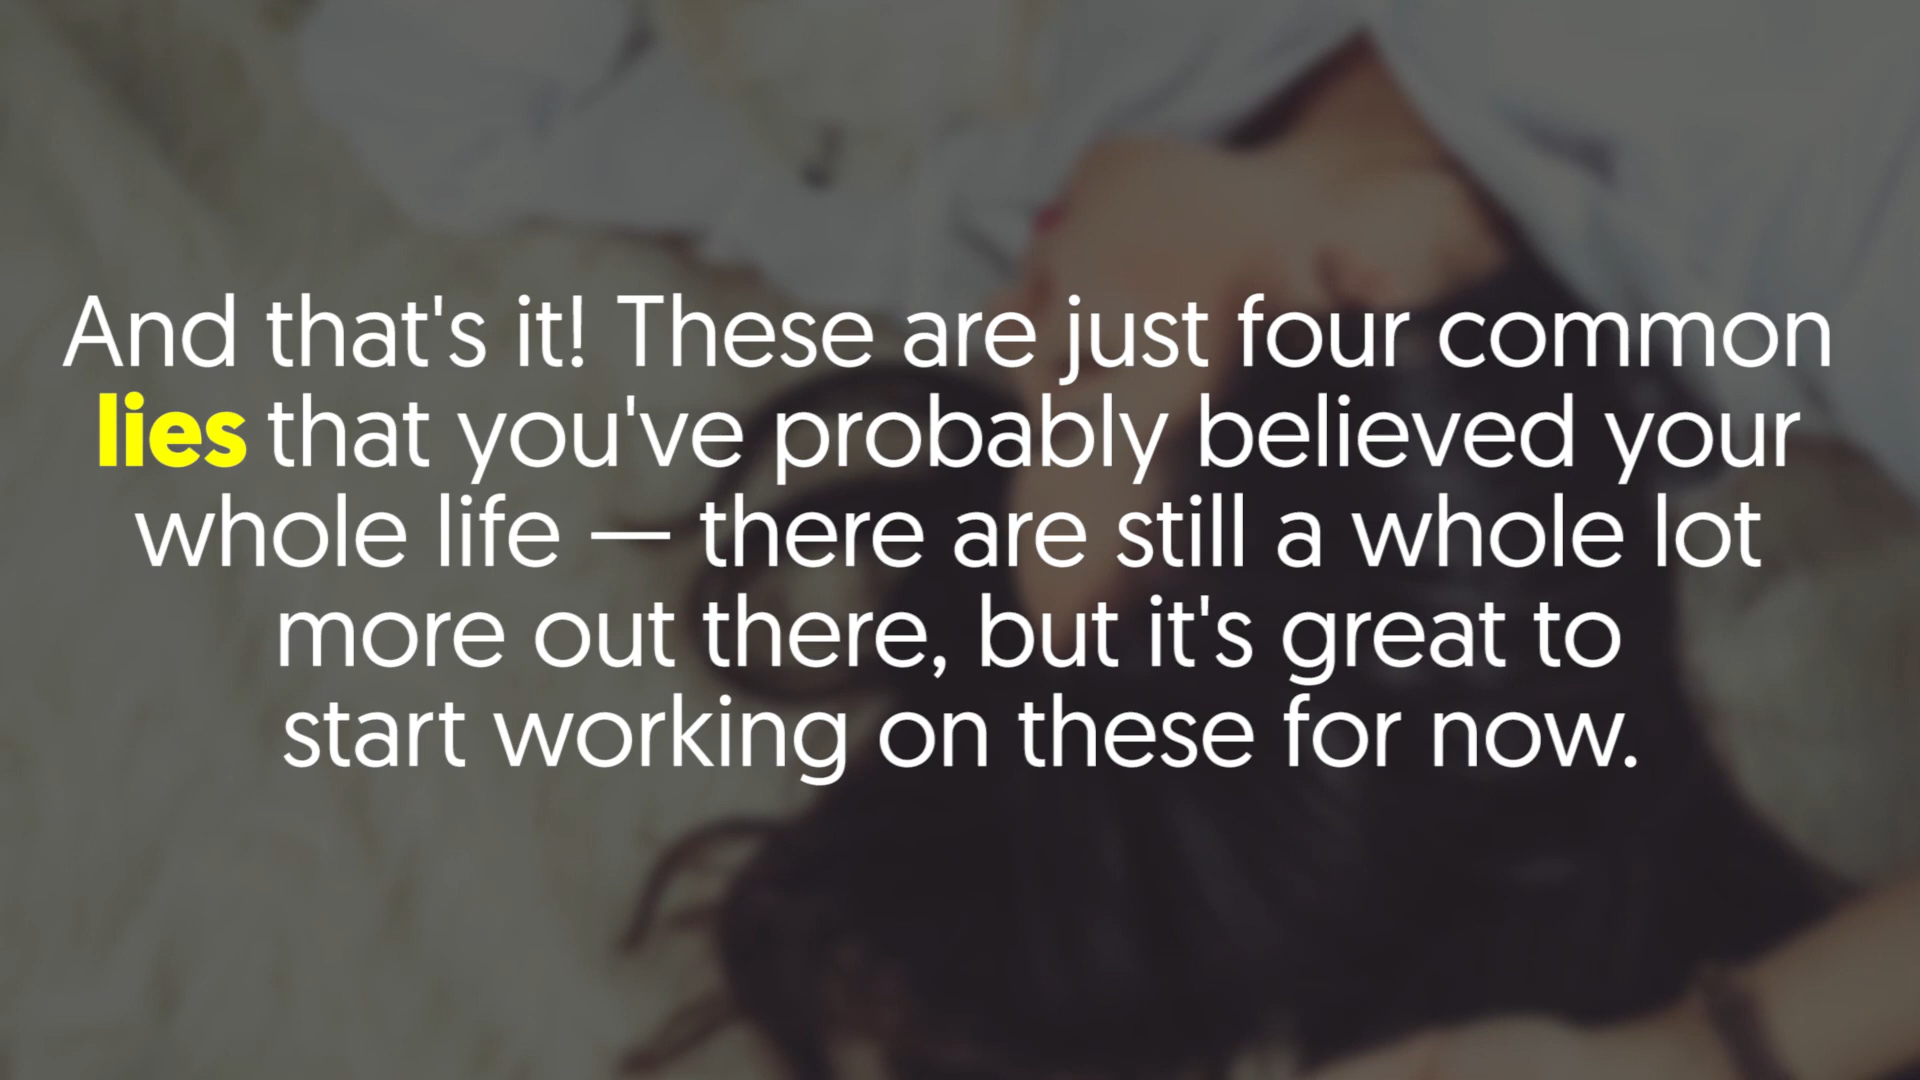 And that's it! These are just four common
lies that you've probably believed your
whole life — there are still a whole lot
more out there, but it's great to
start working on these for now.